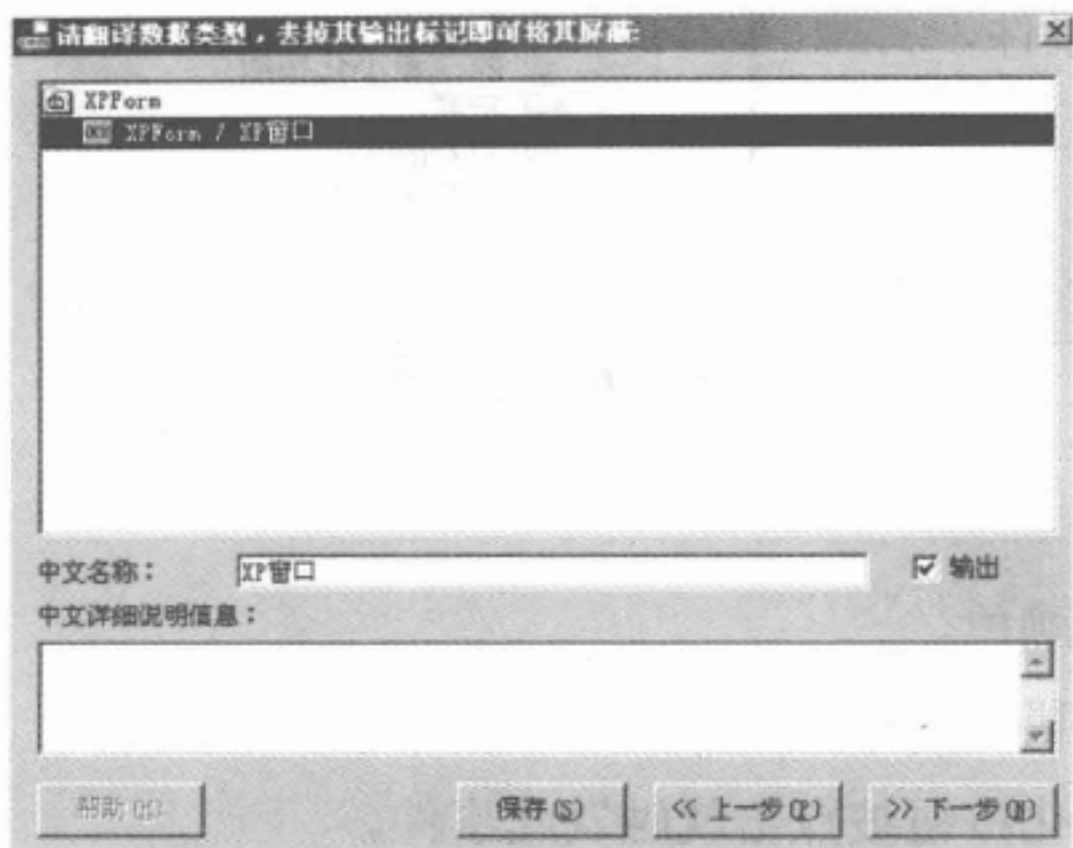 请翻译数据类型，去掉其输出标记即可将其屏蔽:
XPForm
XPForm / XP窗口
中文名称：
XP窗口
输出
中文详细说明信息：
帮助(H)
保存(S)
<< 上一步(P)
>> 下一步(N)